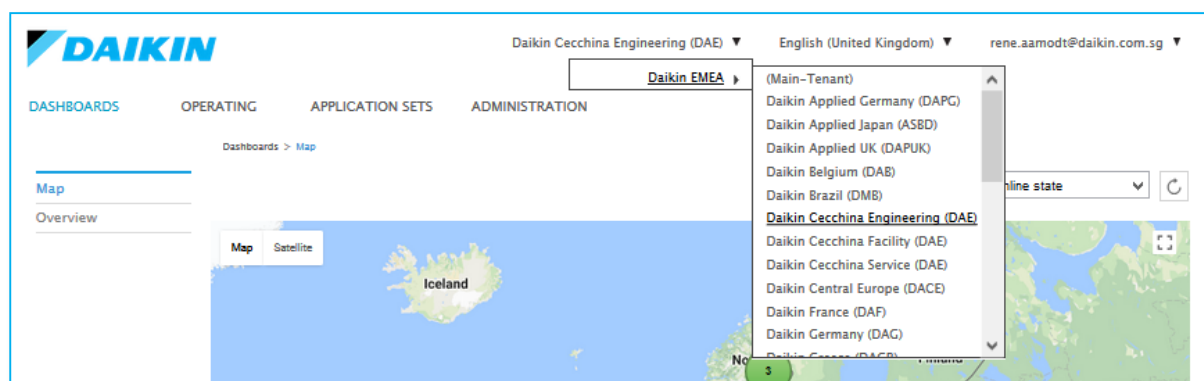 DAIKIN
Daikin Cecchina Engineering (DAE) ▼
English (United Kingdom) ▼
rene.aamodt@daikin.com.sg ▼
Daikin EMEA
DASHBOARDS
OPERATING
APPLICATION SETS
ADMINISTRATION
(Main-Tenant)
Daikin Applied Germany (DAPG)
Daikin Applied Japan (ASBD)
Daikin Applied UK (DAPUK)
Daikin Belgium (DAB)
Daikin Brazil (DMB)
Daikin Cecchina Engineering (DAE)
Daikin Cecchina Facility (DAE)
Daikin Cecchina Service (DAE)
Daikin Central Europe (DACE)
Daikin France (DAF)
Daikin Germany (DAG)
Dashboards > Map
Map
Overview
state
Map
Satellite
Iceland
3